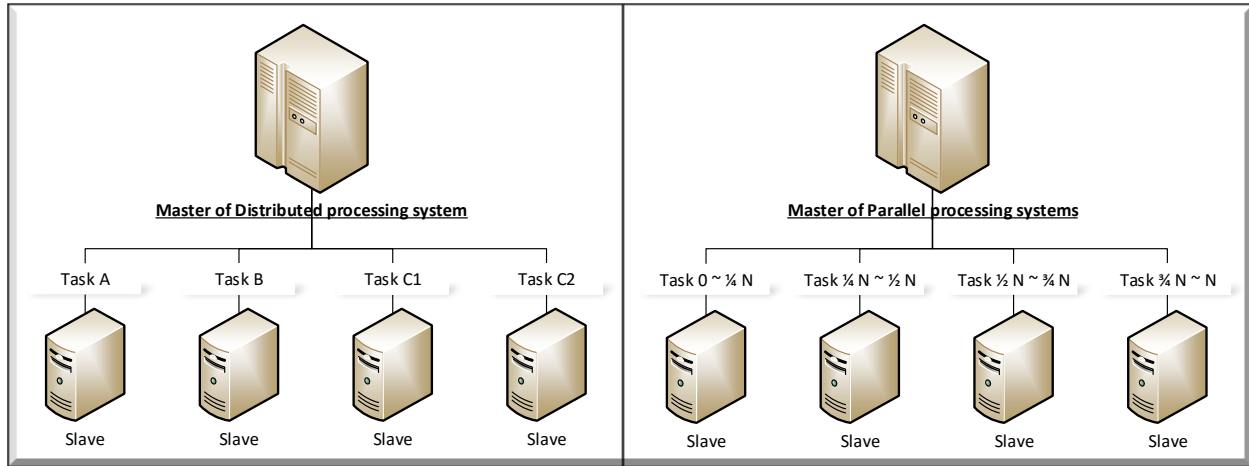 Master of Distributed processing system
Task A
Task B
Task C1
Task C2
Slave
Slave
Slave
Slave
Master of Parallel processing systems
Task 0 ~ ¼ N
Task ¼ N ~ ½ N
Task ½ N ~ ¾ N
Task ¾ N ~ N
Slave
Slave
Slave
Slave